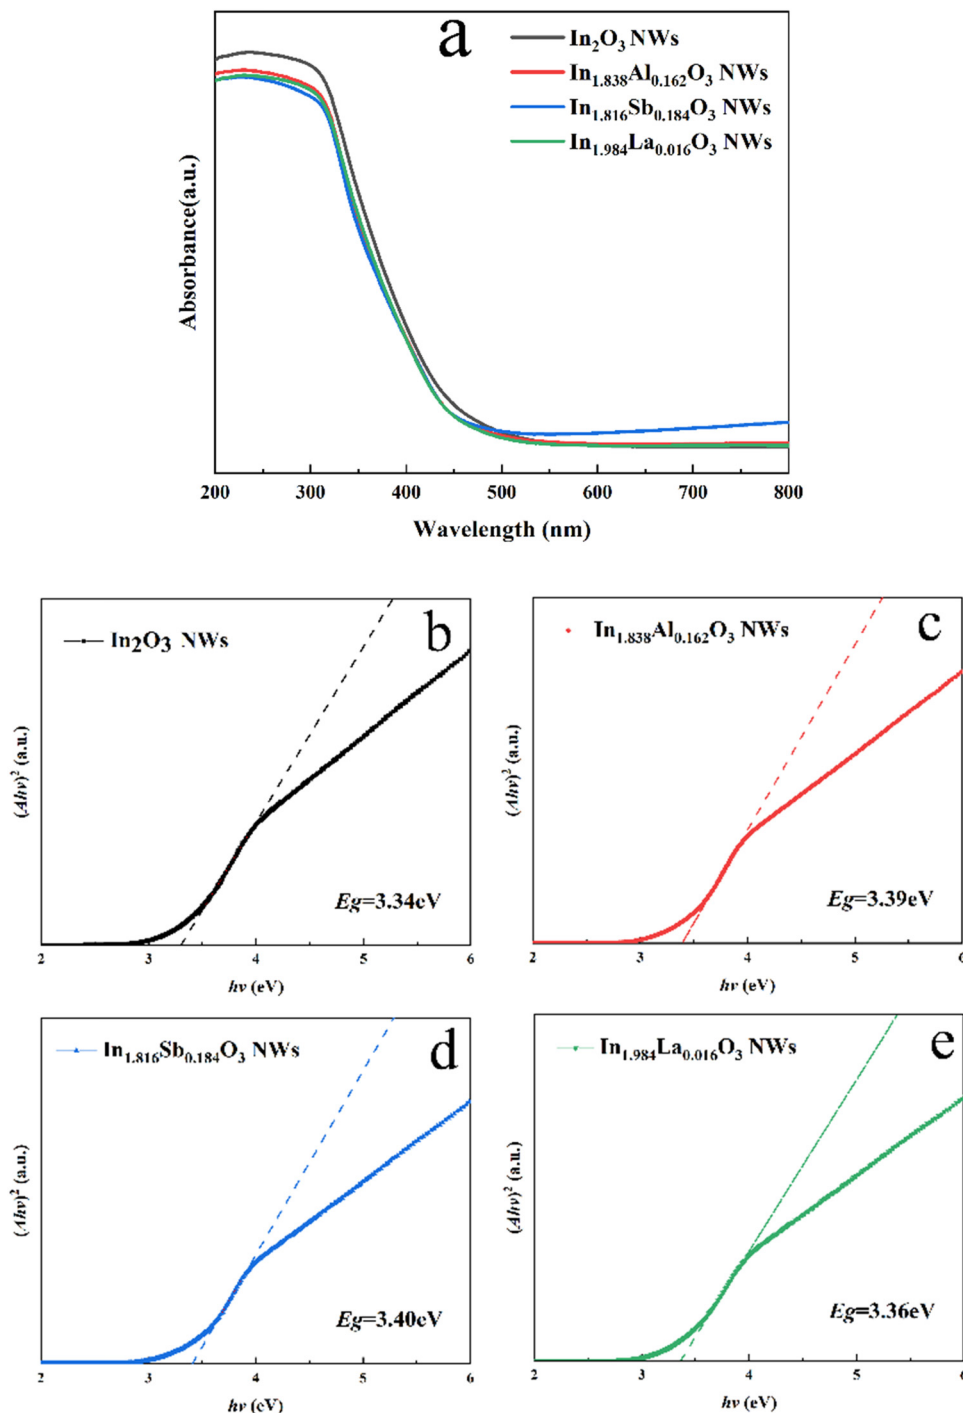 a
In₂O₃ NWs
In₁.₈₃₈Al₀.₁₆₂O₃ NWs
In₁.₈₁₆Sb₀.₁₈₄O₃ NWs
In₁.₉₈₄La₀.₀₁₆O₃ NWs
Absorbance(a.u.)
200 300 400 500 600 700 800
Wavelength (nm)
b
In₂O₃ NWs
(Ahν)² (a.u.)
Eg=3.34eV
2 3 4 5 6
hν (eV)
c
In₁.₈₃₈Al₀.₁₆₂O₃ NWs
(Ahν)² (a.u.)
Eg=3.39eV
2 3 4 5 6
hν (eV)
d
In₁.₈₁₆Sb₀.₁₈₄O₃ NWs
(Ahν)² (a.u.)
Eg=3.40eV
2 3 4 5 6
hν (eV)
e
In₁.₉₈₄La₀.₀₁₆O₃ NWs
(Ahν)² (a.u.)
Eg=3.36eV
2 3 4 5 6
hν (eV)